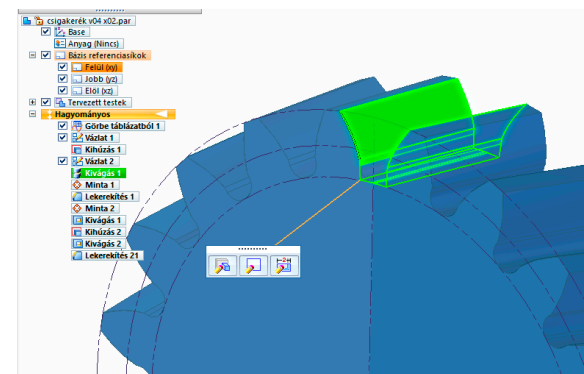 csigakerék v04 x02.par
Base
Anyag (Nincs)
Bázis referenciasíkok
Felül (xy)
Jobb (yz)
Elöl (xz)
Tervezett testek
Hagyományos
Görbe táblázatból 1
Vázlat 1
Kihúzás 1
Vázlat 2
Kivágás 1
Minta 1
Lekerekítés 1
Minta 2
Kivágás 1
Kihúzás 2
Kivágás 2
Lekerekítés 21